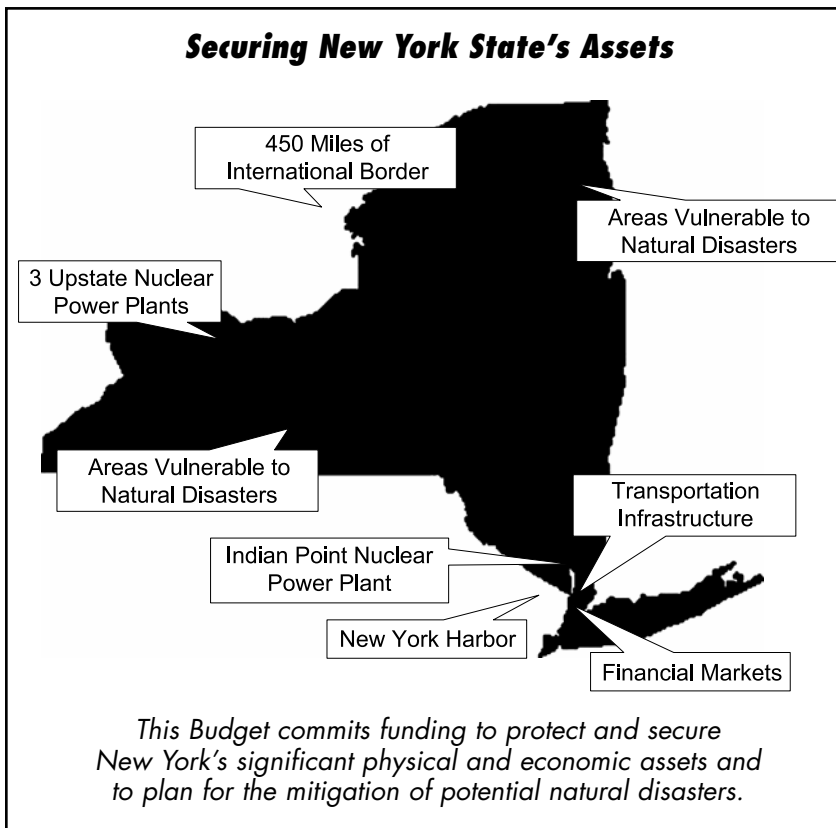 Securing New York State's Assets
450 Miles of
International Border
Areas Vulnerable to
Natural Disasters
3 Upstate Nuclear
Power Plants
Areas Vulnerable to
Natural Disasters
Transportation
Infrastructure
Indian Point Nuclear
Power Plant
New York Harbor
Financial Markets
This Budget commits funding to protect and secure
New York's significant physical and economic assets and
to plan for the mitigation of potential natural disasters.